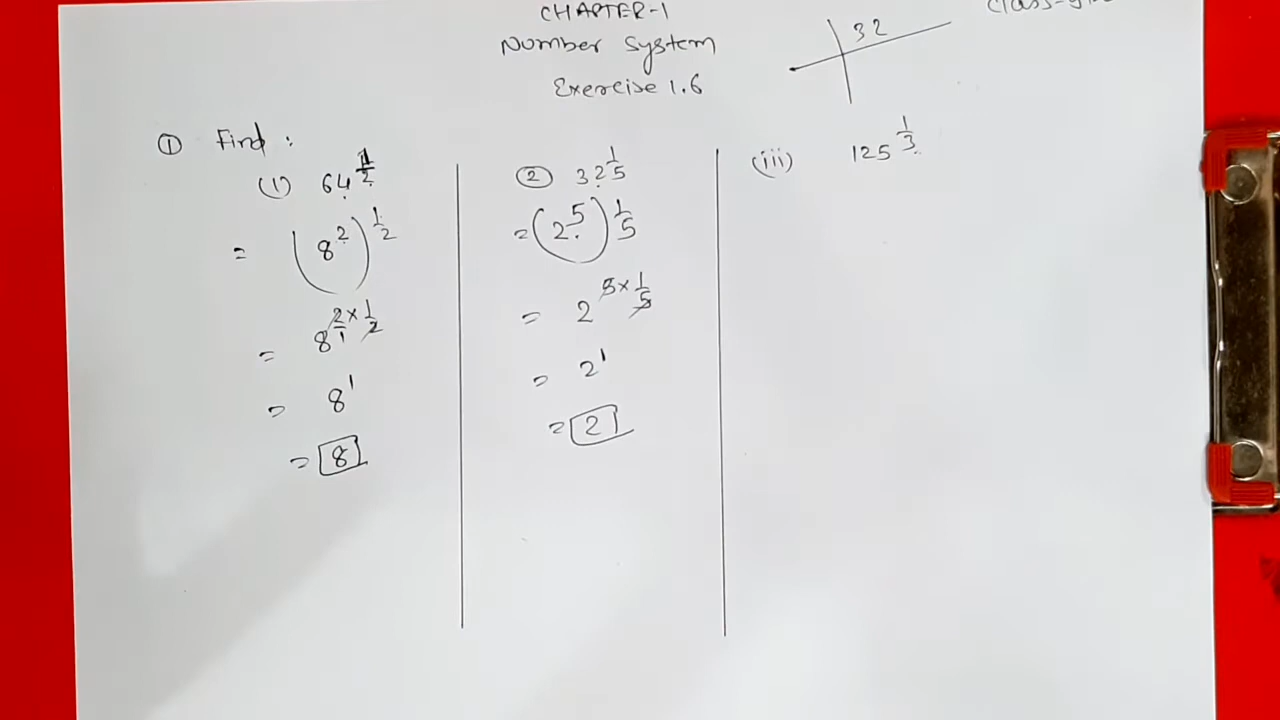 CHAPTER-1
Number System
Exercise 1.6
32
① Find :
(1) 64^{1/2}
= (8^2)^{1/2}
= 8^{2/1 × 1/2}
= 8^1
= 8
② 32^{1/5}
= (2^5)^{1/5}
= 2^{5 × 1/5}
= 2^1
= 2
(iii) 125^{1/3}